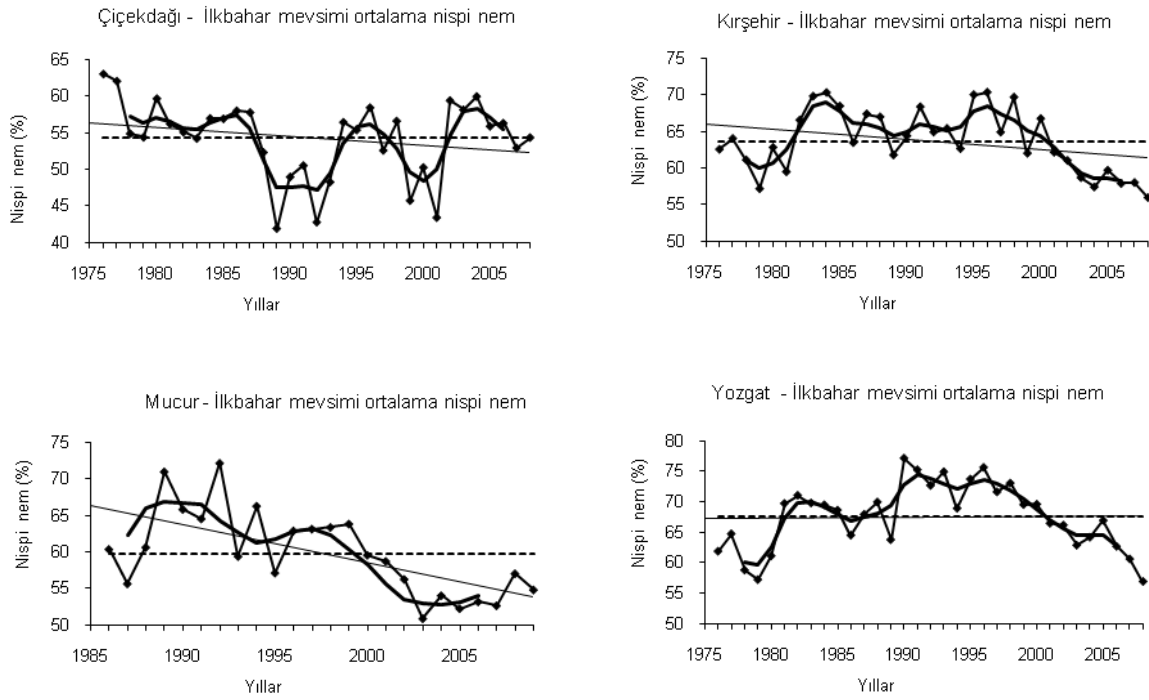 Çiçekdağı - İlkbahar mevsimi ortalama nispi nem
Nispi nem (%)
65
60
55
50
45
40
1975 1980 1985 1990 1995 2000 2005
Yıllar
Kırşehir - İlkbahar mevsimi ortalama nispi nem
Nispi nem (%)
75
70
65
60
55
50
1975 1980 1985 1990 1995 2000 2005
Yıllar
Mucur - İlkbahar mevsimi ortalama nispi nem
Nispi nem (%)
75
70
65
60
55
50
1985 1990 1995 2000 2005
Yıllar
Yozgat - İlkbahar mevsimi ortalama nispi nem
Nispi nem (%)
80
75
70
65
60
55
50
1975 1980 1985 1990 1995 2000 2005
Yıllar